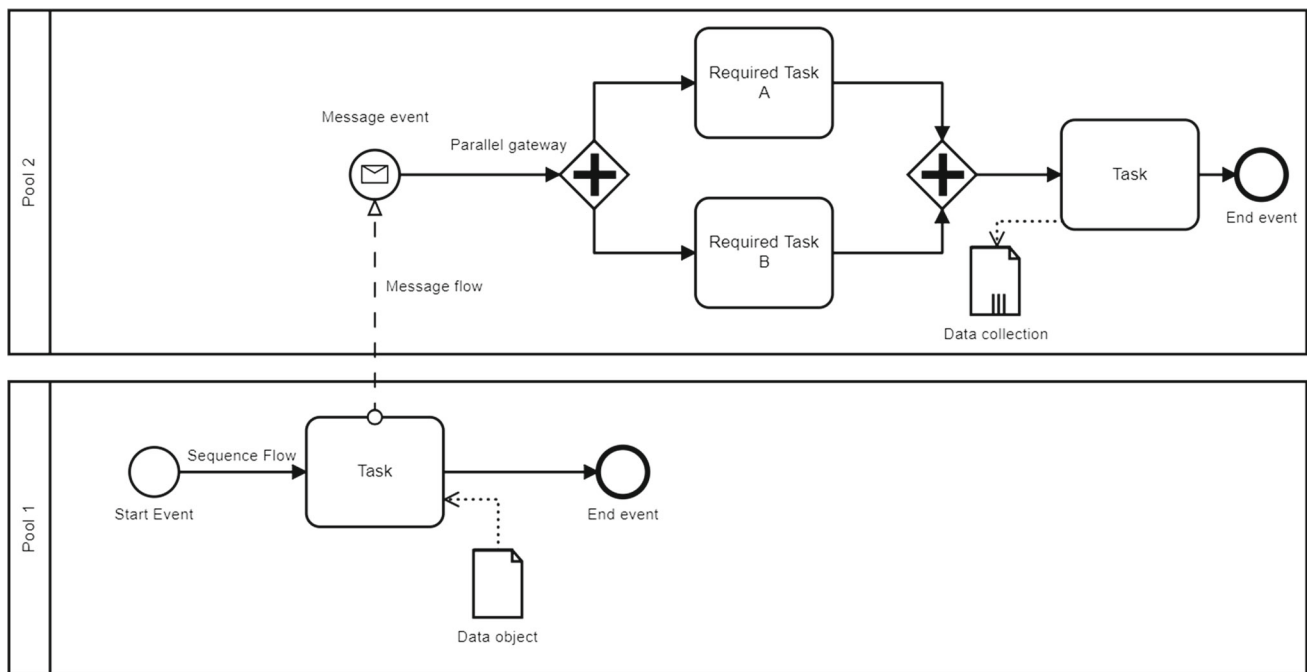 Pool 2
Message event
Parallel gateway
Required Task
A
Required Task
B
Task
End event
Message flow
Data collection
Pool 1
Sequence Flow
Start Event
Task
End event
Data object